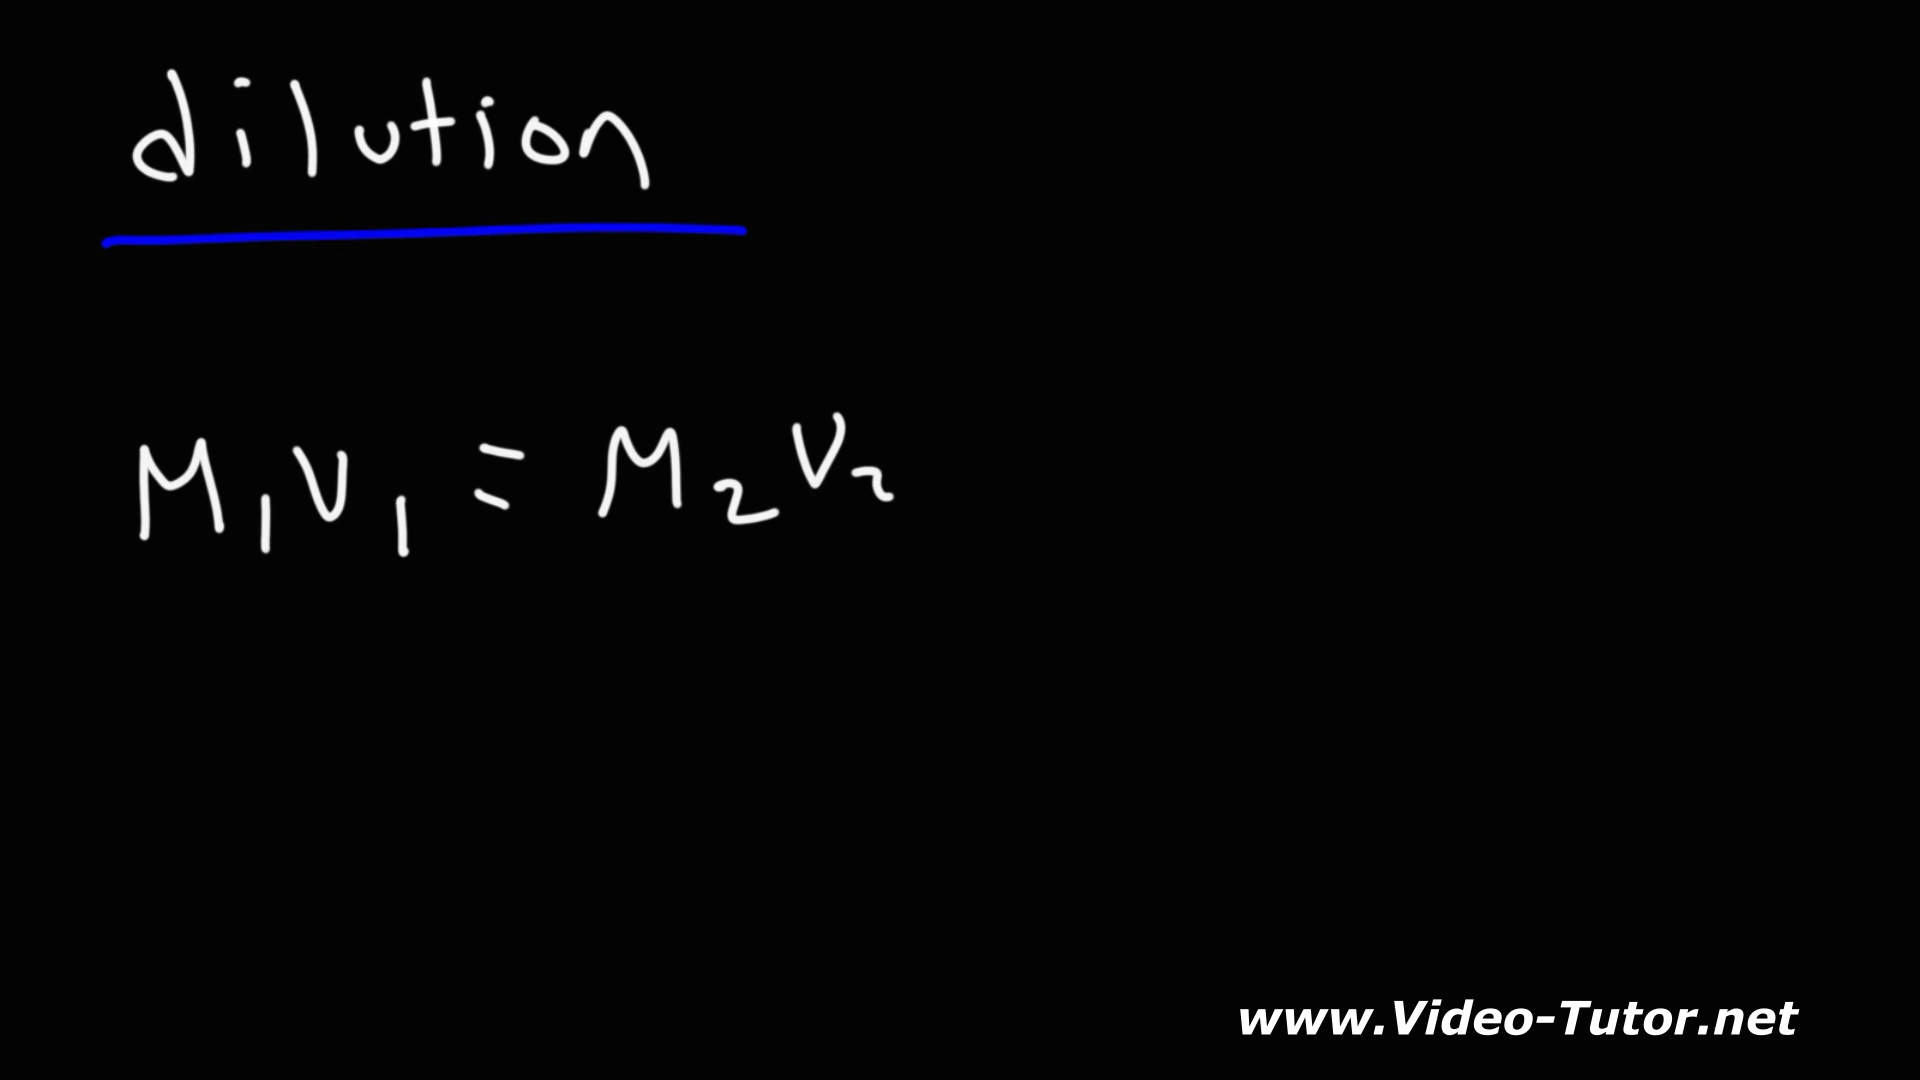 dilution
M₁V₁ = M₂V₂
www.Video-Tutor.net